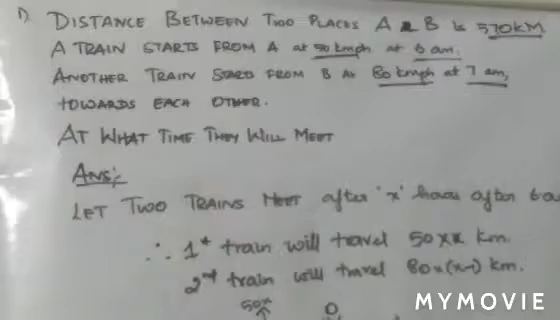 1) DISTANCE BETWEEN TWO PLACES A & B is 570KM
A TRAIN STARTS FROM A at 50 kmph at 6 am.
ANOTHER TRAIN START FROM B At 80 kmph at 7 am,
TOWARDS EACH OTHER.
AT WHAT TIME THEY WILL MEET
Ans:-
LET TWO TRAINS MEET after 'x' hours after 6 a
∴ 1st train will travel 50 x x km.
2nd train will travel 80 x (x-1) km.
50x
MYMOVIE